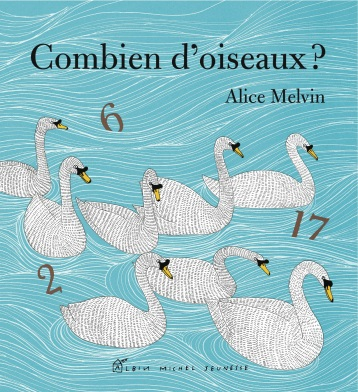 Combien d'oiseaux ?
Alice Melvin
6
17
2
ALBIN MICHEL JEUNESSE